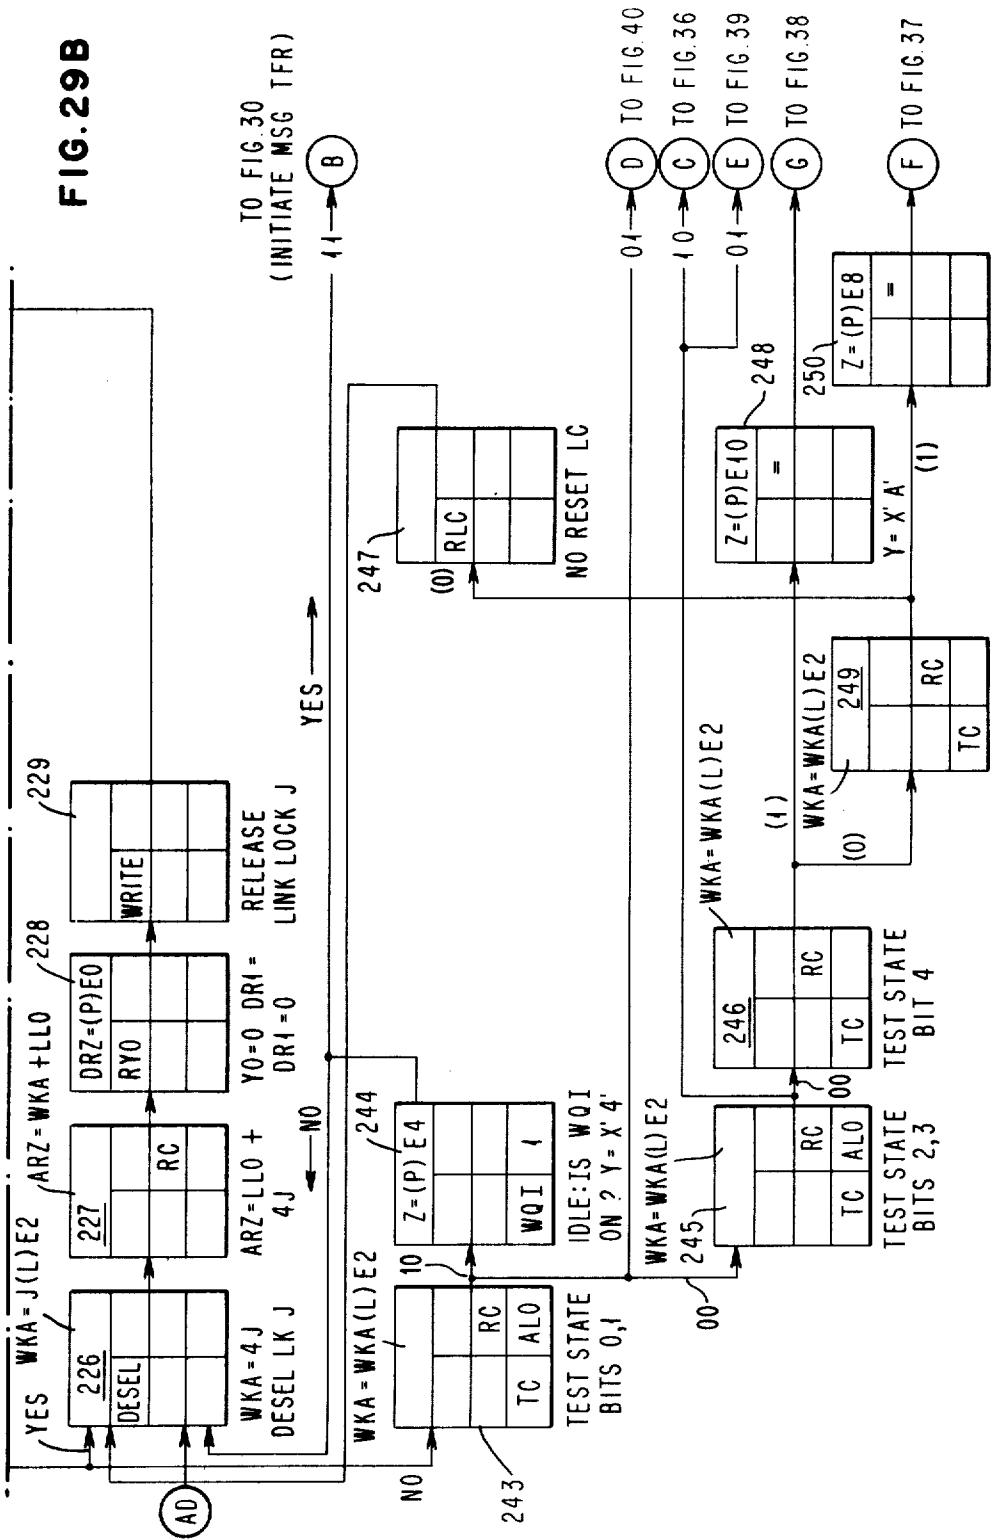 FIG.29B
TO FIG.30
(INITIATE MSG TFR)
YES WKA=J(L)E2
226
DESEL
WKA=4J
DESEL LK J
ARZ=WKA+LLO
227
RC
ARZ=LLO+
4J
228
DRZ=(P)E0
RY0
Y0=0 DR1=
DR1=0
229
WRITE
RELEASE
LINK LOCK J
AD
NO
YES
11
B
NO
WKA=WKA(L)E2
RC
TC ALO
TEST STATE
BITS 0,1
243
10
244
Z=(P)E4
WQI 1
IDLE:IS WQI
ON? Y=X'4'
247
(0)
RLC
NO RESET LC
01
D TO FIG.40
10
C TO FIG.36
01
E TO FIG.39
G TO FIG.38
F TO FIG.37
00
WKA=WKA(L)E2
245
RC
TC ALO
TEST STATE
BITS 2,3
00
WKA=WKA(L)E2
246
RC
TC
TEST STATE
BIT 4
(1)
(0)
WKA=WKA(L)E2
249
RC
TC
248
Z=(P)E10
=
Y=X'A'
(1)
250
Z=(P)E8
=